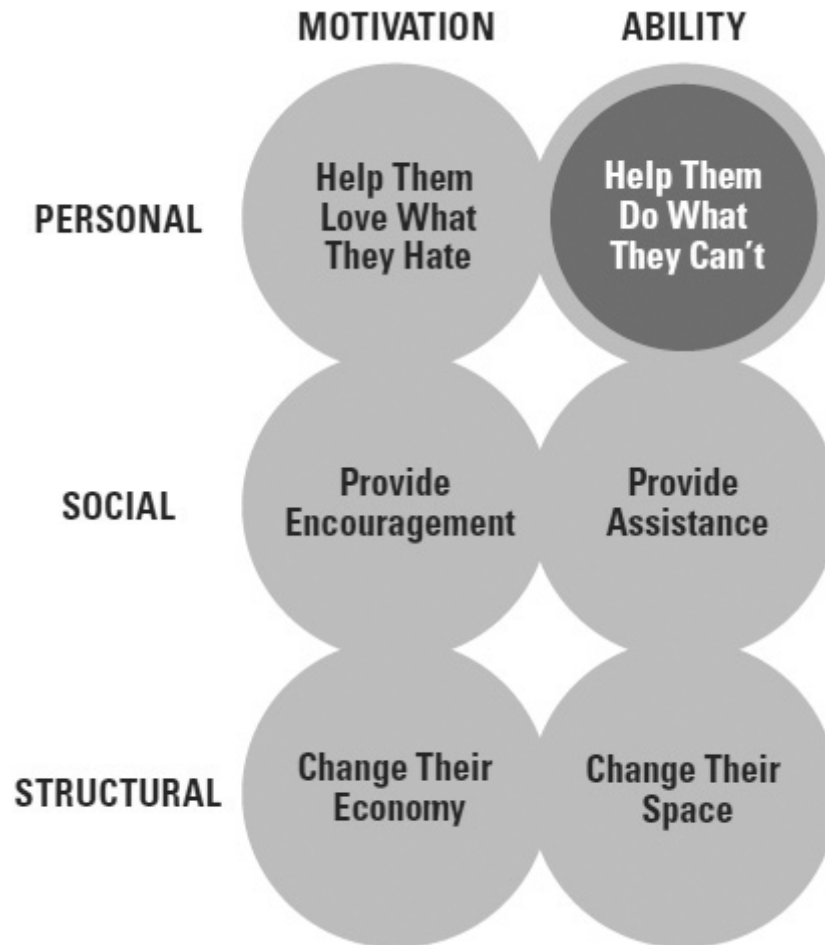 MOTIVATION ABILITY
PERSONAL
Help Them
Love What
They Hate
Help Them
Do What
They Can't
SOCIAL
Provide
Encouragement
Provide
Assistance
STRUCTURAL
Change Their
Economy
Change Their
Space